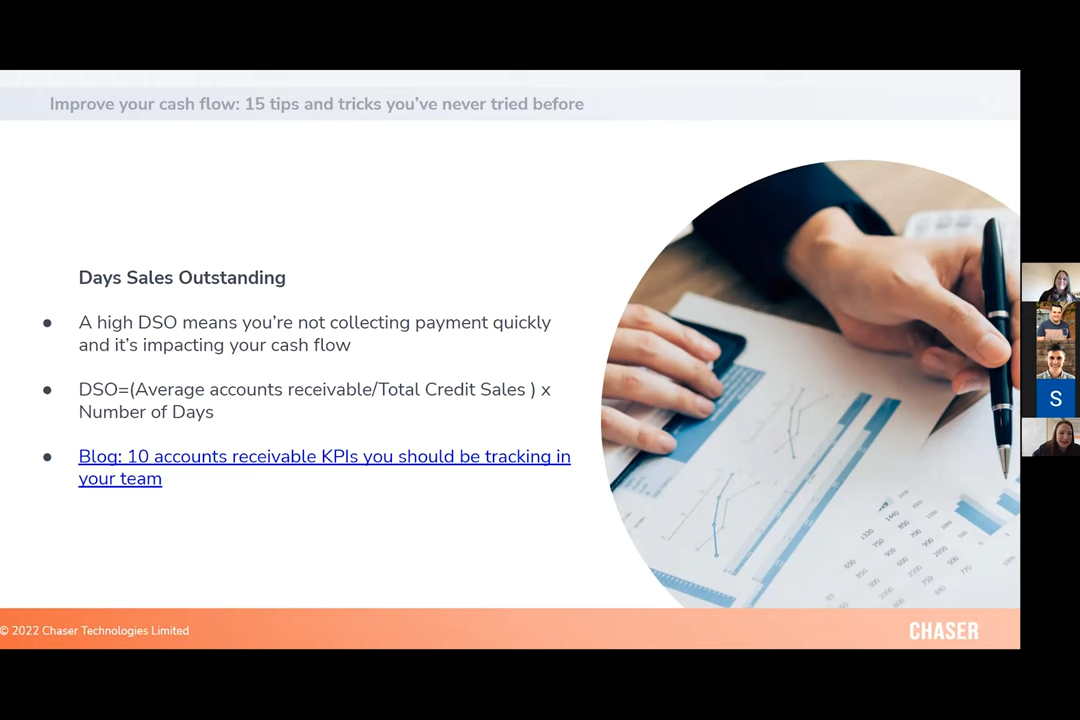 Improve your cash flow: 15 tips and tricks you’ve never tried before
Days Sales Outstanding
● A high DSO means you’re not collecting payment quickly
and it’s impacting your cash flow
● DSO=(Average accounts receivable/Total Credit Sales ) x
Number of Days
● Blog: 10 accounts receivable KPIs you should be tracking in
your team
S
© 2022 Chaser Technologies Limited
CHASER